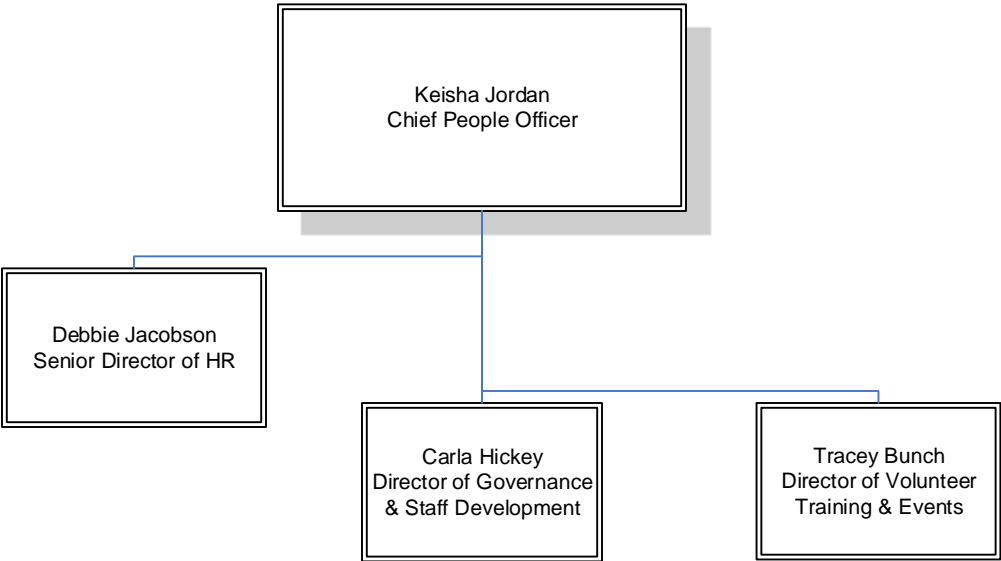 Keisha Jordan
Chief People Officer
Debbie Jacobson
Senior Director of HR
Carla Hickey
Director of Governance
& Staff Development
Tracey Bunch
Director of Volunteer
Training & Events